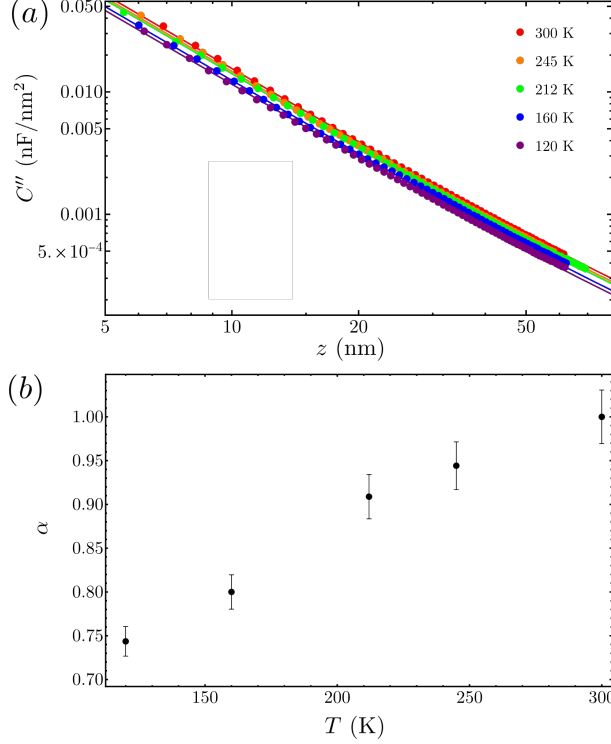 (a)
C'' (nF/nm²)
0.050
0.010
0.005
0.001
5.×10⁻⁴
300 K
245 K
212 K
160 K
120 K
5 10 50
z (nm)
(b)
α
1.00
0.95
0.90
0.85
0.80
0.75
0.70
150 200 250 300
T (K)